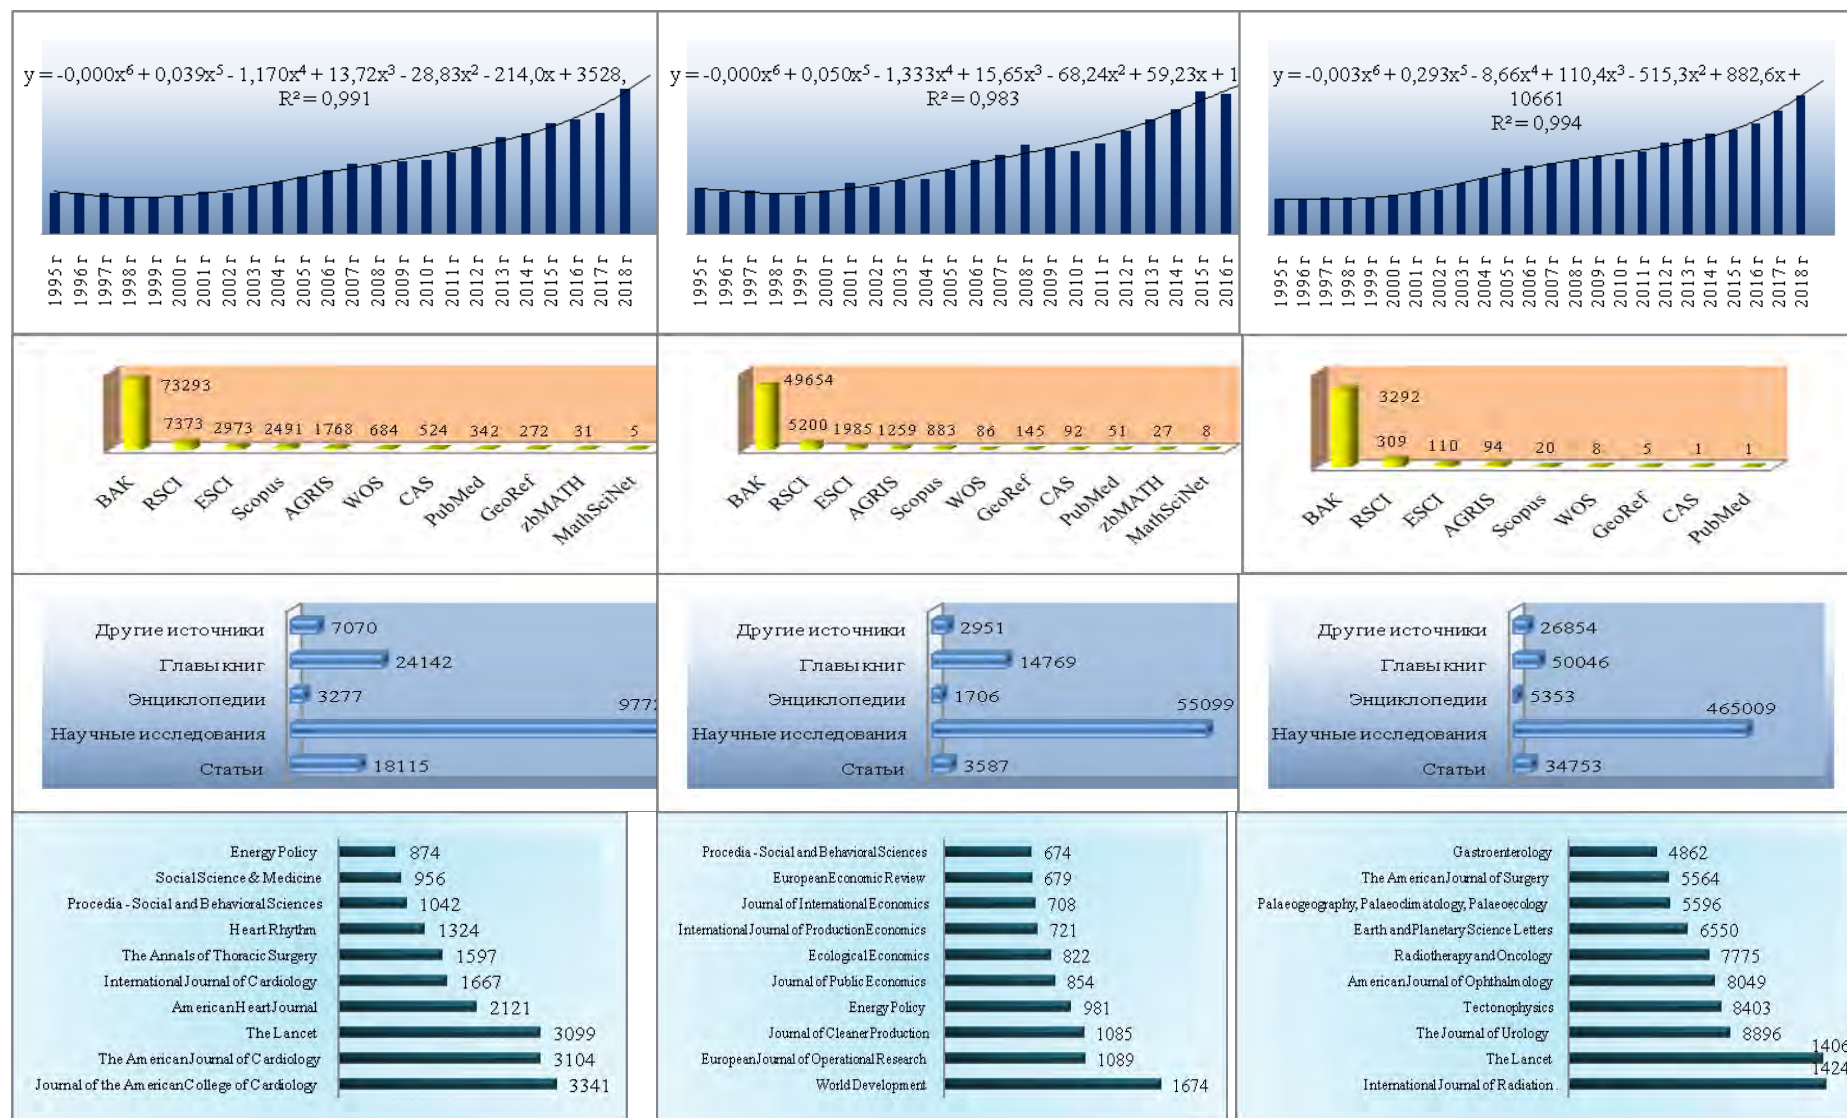 y = -0,000x⁶ + 0,039x⁵ - 1,170x⁴ + 13,72x³ - 28,83x² - 214,0x + 3528,
R² = 0,991
1995 г
1996 г
1997 г
1998 г
1999 г
2000 г
2001 г
2002 г
2003 г
2004 г
2005 г
2006 г
2007 г
2008 г
2009 г
2010 г
2011 г
2012 г
2013 г
2014 г
2015 г
2016 г
2017 г
2018 г
y = -0,000x⁶ + 0,050x⁵ - 1,333x⁴ + 15,65x³ - 68,24x² + 59,23x + 1
R² = 0,983
1995 г
1996 г
1997 г
1998 г
1999 г
2000 г
2001 г
2002 г
2003 г
2004 г
2005 г
2006 г
2007 г
2008 г
2009 г
2010 г
2011 г
2012 г
2013 г
2014 г
2015 г
2016 г
y = -0,003x⁶ + 0,293x⁵ - 8,66x⁴ + 110,4x³ - 515,3x² + 882,6x +
10661
R² = 0,994
1995 г
1996 г
1997 г
1998 г
1999 г
2000 г
2001 г
2002 г
2003 г
2004 г
2005 г
2006 г
2007 г
2008 г
2009 г
2010 г
2011 г
2012 г
2013 г
2014 г
2015 г
2016 г
2017 г
2018 г
73293
7373 2973 2491 1768 684 524 342 272 31 5
ВАК RSCI ESCI Scopus AGRIS WOS CAS PubMed GeoRef zbMATH MathSciNet
49654
5200 1985 1259 883 86 145 92 51 27 8
ВАК RSCI ESCI AGRIS Scopus WOS GeoRef CAS PubMed zbMATH MathSciNet
3292
309 110 94 20 8 5 1 1
ВАК RSCI ESCI AGRIS Scopus WOS GeoRef CAS PubMed
Другие источники 7070
Главы книг 24142
Энциклопедии 3277
Научные исследования 9772
Статьи 18115
Другие источники 2951
Главы книг 14769
Энциклопедии 1706
Научные исследования 55099
Статьи 3587
Другие источники 26854
Главы книг 50046
Энциклопедии 5353
Научные исследования 465009
Статьи 34753
Energy Policy 874
Social Science & Medicine 956
Procedia - Social and Behavioral Sciences 1042
Heart Rhythm 1324
The Annals of Thoracic Surgery 1597
International Journal of Cardiology 1667
American Heart Journal 2121
The Lancet 3099
The American Journal of Cardiology 3104
Journal of the American College of Cardiology 3341
Procedia - Social and Behavioral Sciences 674
European Economic Review 679
Journal of International Economics 708
International Journal of Production Economics 721
Ecological Economics 822
Journal of Public Economics 854
Energy Policy 981
Journal of Cleaner Production 1085
European Journal of Operational Research 1089
World Development 1674
Gastroenterology 4862
The American Journal of Surgery 5564
Palaeogeography, Palaeoclimatology, Palaeoecology 5596
Earth and Planetary Science Letters 6550
Radiotherapy and Oncology 7775
American Journal of Ophthalmology 8049
Tectonophysics 8403
The Journal of Urology 8896
The Lancet 1406
International Journal of Radiation . 1424